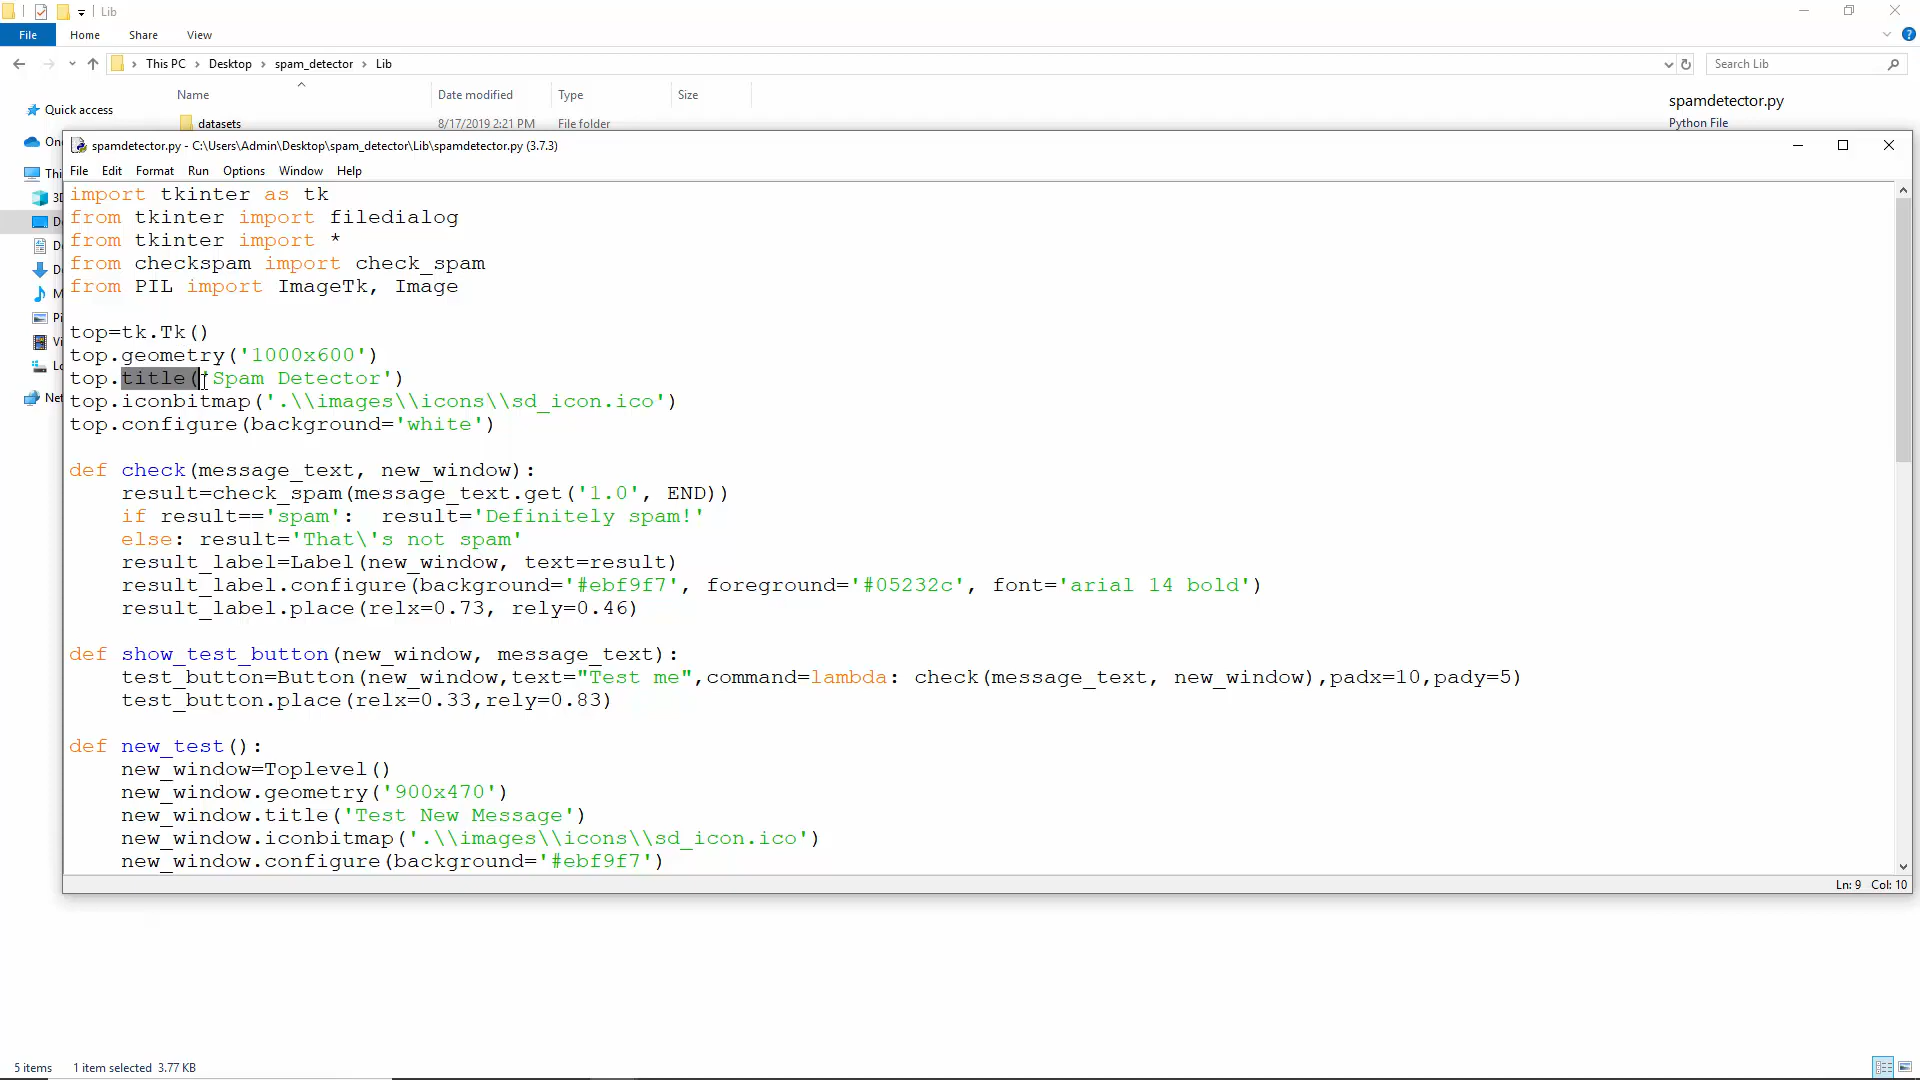 Lib
File Home Share View
This PC > Desktop > spam_detector > Lib
Search Lib
Name Date modified Type Size
Quick access
datasets 8/17/2019 2:21 PM File folder
spamdetector.py
Python File
spamdetector.py - C:\Users\Admin\Desktop\spam_detector\Lib\spamdetector.py (3.7.3)
File Edit Format Run Options Window Help
import tkinter as tk
from tkinter import filedialog
from tkinter import *
from checkspam import check_spam
from PIL import ImageTk, Image
top=tk.Tk()
top.geometry('1000x600')
top.title('Spam Detector')
top.iconbitmap('.\\images\\icons\\sd_icon.ico')
top.configure(background='white')
def check(message_text, new_window):
    result=check_spam(message_text.get('1.0', END))
    if result=='spam':  result='Definitely spam!'
    else: result='That\'s not spam'
    result_label=Label(new_window, text=result)
    result_label.configure(background='#ebf9f7', foreground='#05232c', font='arial 14 bold')
    result_label.place(relx=0.73, rely=0.46)
def show_test_button(new_window, message_text):
    test_button=Button(new_window,text="Test me",command=lambda: check(message_text, new_window),padx=10,pady=5)
    test_button.place(relx=0.33,rely=0.83)
def new_test():
    new_window=Toplevel()
    new_window.geometry('900x470')
    new_window.title('Test New Message')
    new_window.iconbitmap('.\\images\\icons\\sd_icon.ico')
    new_window.configure(background='#ebf9f7')
Ln: 9 Col: 10
5 items 1 item selected 3.77 KB